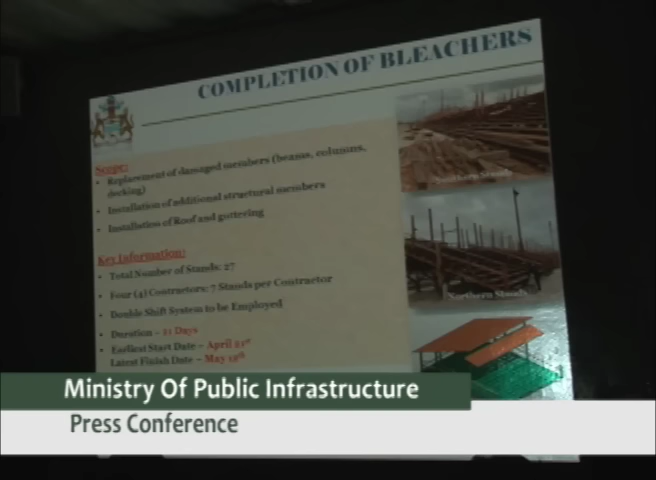 COMPLETION OF BLEACHERS
Scope:
• Replacement of damaged members (beams, columns,
decking)
• Installation of additional structural members
• Installation of Roof and guttering
Key Information:
• Total Number of Stands: 27
• Four (4) Contractors: 7 Stands per Contractor
• Double Shift System to be Employed
• Duration – 21 Days
• Earliest Start Date – April 21st
Latest Finish Date – May 12th
Southern Stands
Northern Stands
Ministry Of Public Infrastructure
Press Conference